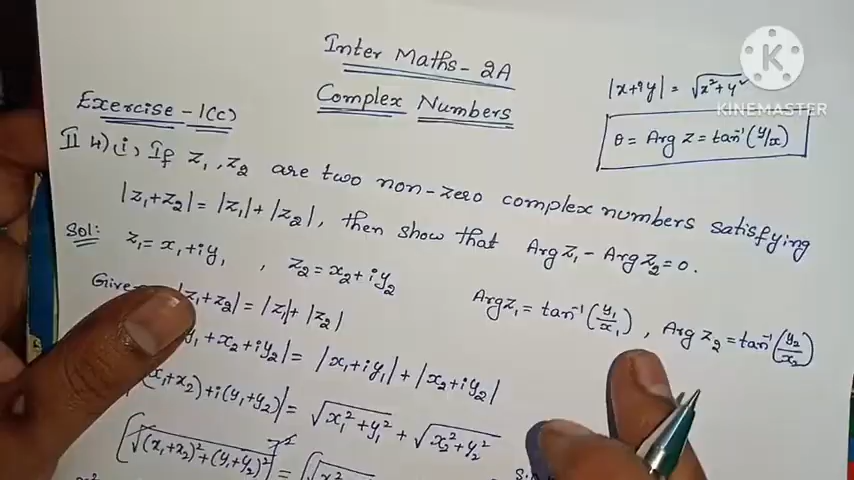 Inter Maths-2A
Complex Numbers
|x+iy| = √x²+y²
KINEMASTER
θ = Arg z = tan⁻¹(y/x)
Exercise-1(c)
II 4)(i) If z₁, z₂ are two non-zero complex numbers satisfying
|z₁+z₂| = |z₁|+|z₂|, then show that Arg z₁ - Arg z₂ = 0.
Sol: z₁ = x₁+iy₁ , z₂ = x₂+iy₂
|z₁+z₂| = |z₁|+|z₂|
Arg z₁ = tan⁻¹(y₁/x₁), Arg z₂ = tan⁻¹(y₂/x₂)
y₁+x₂+iy₂| = |x₁+iy₁|+|x₂+iy₂|
(x₁+x₂)+i(y₁+y₂)| = √x₁²+y₁² + √x₂²+y₂²
(√(x₁+x₂)²+(y₁+y₂)²)² =